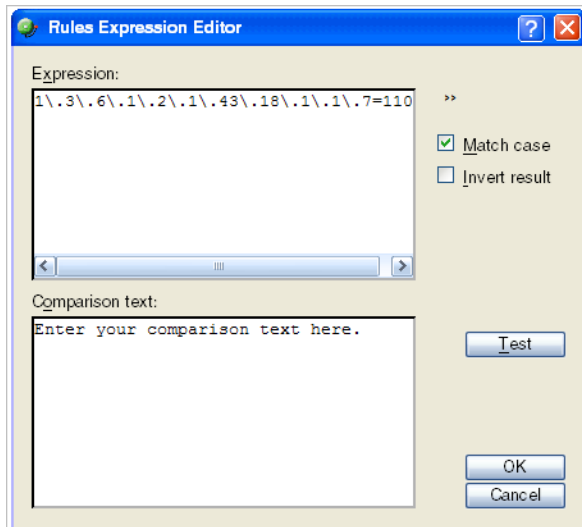 Rules Expression Editor
Expression:
1\.3\.6\.1\.2\.1\.43\.18\.1\.1\.7=110
>>
Match case
Invert result
Comparison text:
Enter your comparison text here.
Test
OK
Cancel